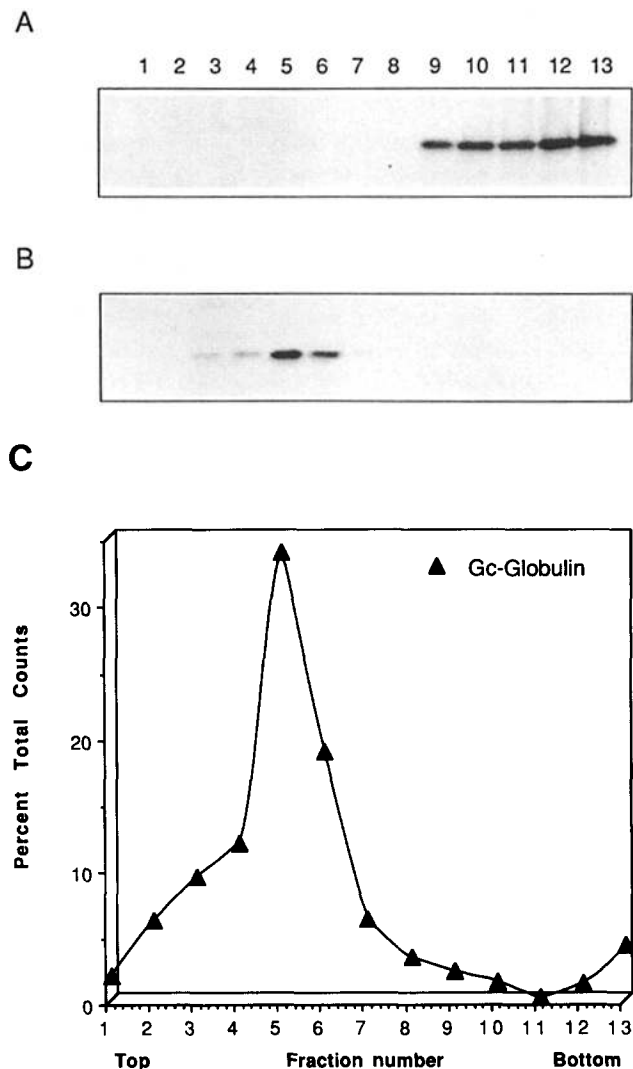 A
1 2 3 4 5 6 7 8 9 10 11 12 13
B
C
Gc-Globulin
Percent Total Counts
30
20
10
0
1 2 3 4 5 6 7 8 9 10 11 12 13
Top Fraction number Bottom